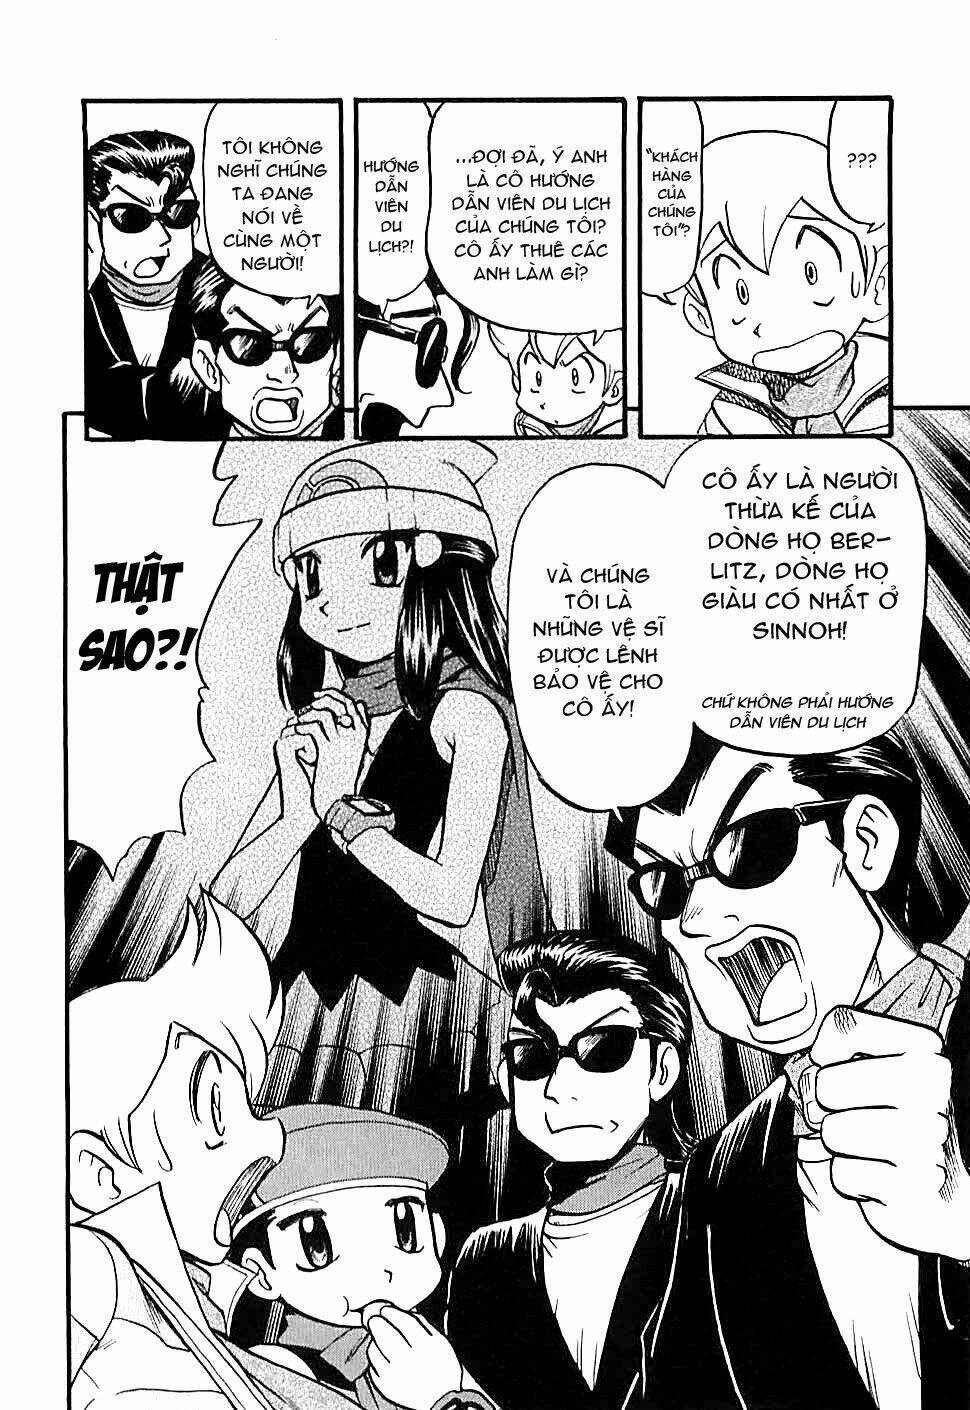 ???
"KHÁCH
HÀNG
CỦA
CHÚNG
TÔI"?
...ĐỢI ĐÃ, Ý ANH
LÀ CÔ HƯỚNG
DẪN VIÊN DU LỊCH
CỦA CHÚNG TÔI?
CÔ ẤY THUÊ CÁC
ANH LÀM GÌ?
HƯỚNG
DẪN
VIÊN
DU
LỊCH?!
TÔI KHÔNG
NGHĨ CHÚNG
TA ĐANG
NÓI VỀ
CÙNG MỘT
NGƯỜI!
CÔ ẤY LÀ NGƯỜI
THỪA KẾ CỦA
DÒNG HỌ BER-
LITZ, DÒNG HỌ
GIÀU CÓ NHẤT Ở
SINNOH!
CHỨ KHÔNG PHẢI HƯỚNG
DẪN VIÊN DU LỊCH
VÀ CHÚNG
TÔI LÀ
NHỮNG VỆ SĨ
ĐƯỢC LÊNH
BẢO VỆ CHO
CÔ ẤY!
THẬT
SAO?!